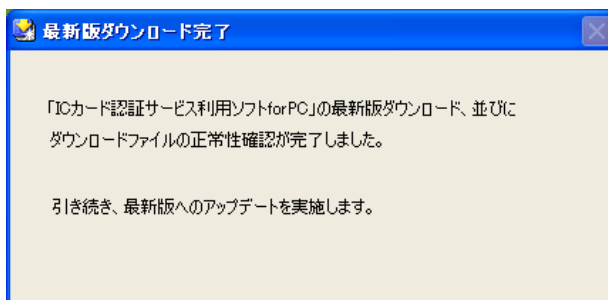 最新版ダウンロード完了
「ICカード認証サービス利用ソフトforPC」の最新版ダウンロード、並びに
ダウンロードファイルの正常性確認が完了しました。
引き続き、最新版へのアップデートを実施します。